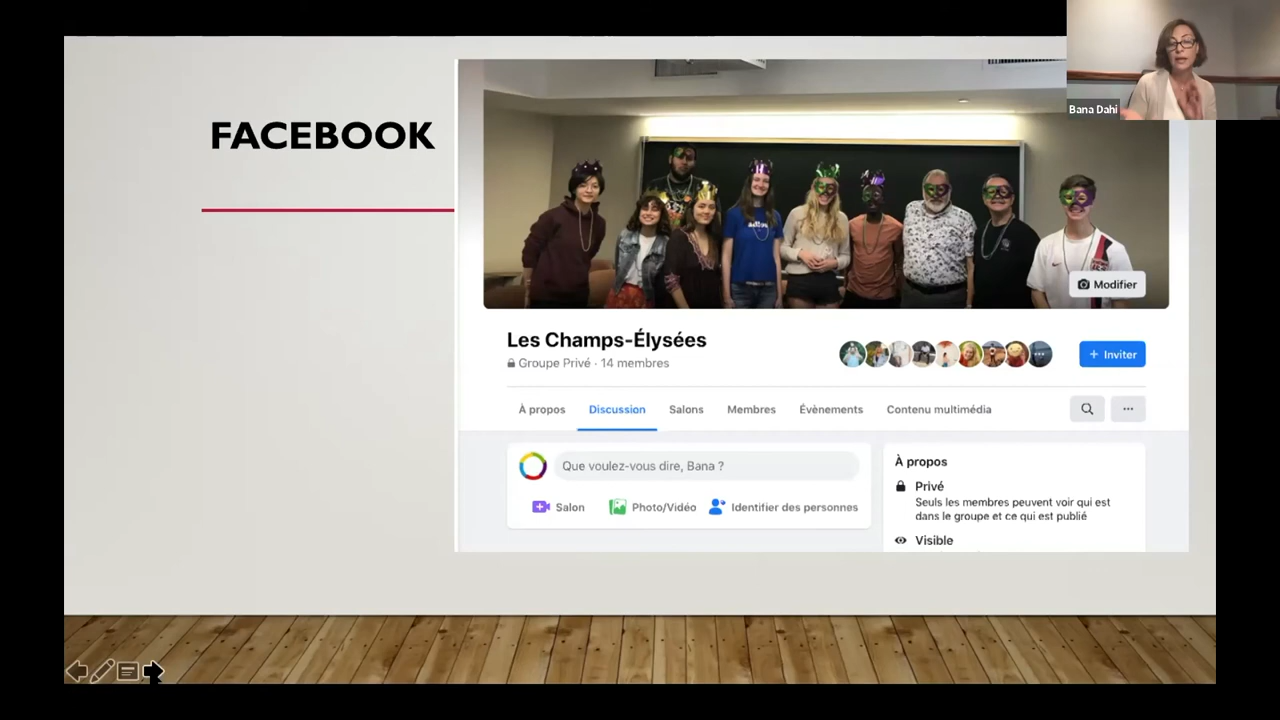 FACEBOOK
Bana Dahi
Modifier
Les Champs-Élysées
Groupe Privé · 14 membres
+ Inviter
À propos
Discussion
Salons
Membres
Évènements
Contenu multimédia
Que voulez-vous dire, Bana ?
Salon
Photo/Vidéo
Identifier des personnes
À propos
Privé
Seuls les membres peuvent voir qui est
dans le groupe et ce qui est publié
Visible